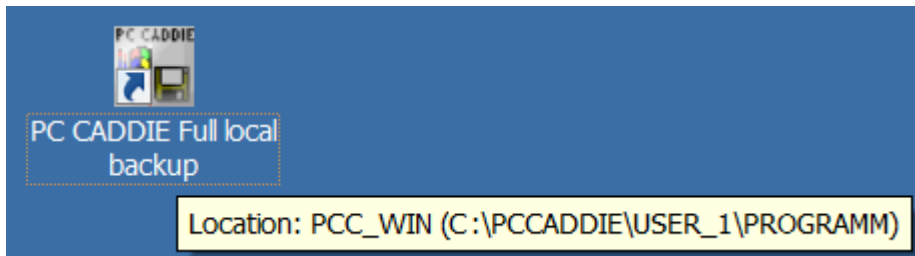 PC CADDIE
PC CADDIE Full local
backup
Location: PCC_WIN (C:\PCCADDIE\USER_1\PROGRAMM)